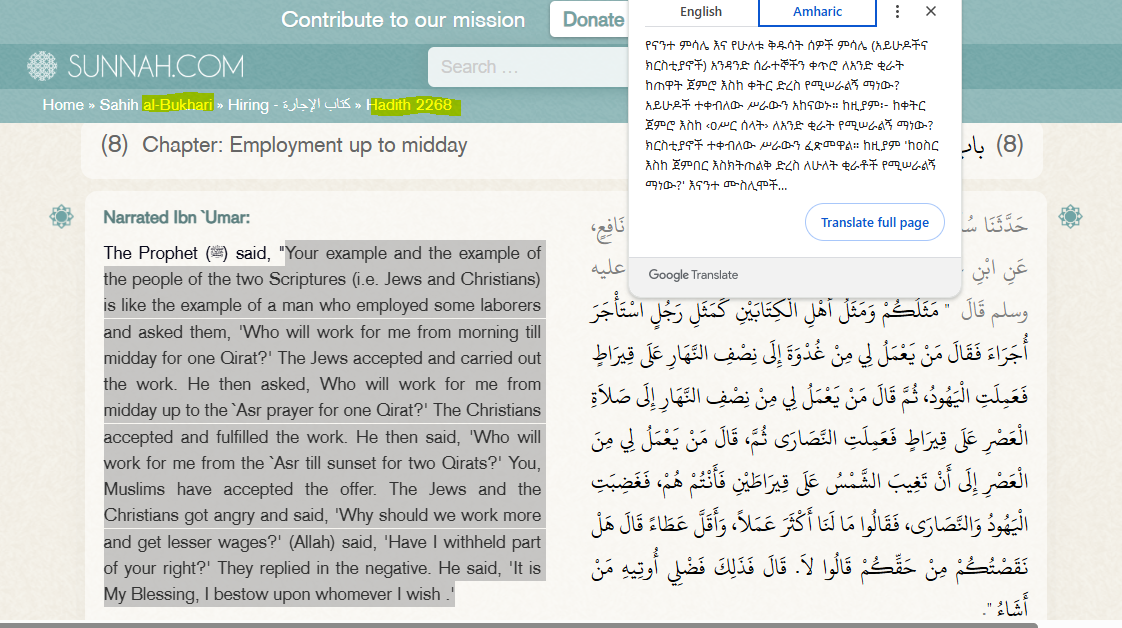 Contribute to our mission
Donate
English
Amharic
SUNNAH.COM
Search ...
Home » Sahih al-Bukhari » Hiring - كتاب الإجارة » Hadith 2268
የናንተ ምሳሌ እና የሁለቱ ቅዱሳት ሰዎች ምሳሌ (አይሁዶችና
ክርስቲያኖች) አንዳንድ ሰራተኞችን ቀጥሮ ለአንድ ቂራት
ከጠዋት ጀምሮ እስከ ቀትር ድረስ የሚሠራልኝ ማነው?
አይሁዶች ተቀብለው ሥራውን አከናወኑ። ከዚያም፡- ከቀትር
ጀምሮ እስከ ‹ዐሥር ሰላት› ለአንድ ቂራት የሚሠራልኝ ማነው?
ክርስቲያኖች ተቀብለው ሥራውን ፈጽመዋል። ከዚያም 'ከዐስር
እስከ ጀምበር እስክትጠልቅ ድረስ ለሁለት ቂራቶች የሚሠራልኝ
ማነው?' እናንተ ሙስሊሞች...
Translate full page
Google Translate
(8) Chapter: Employment up to midday
(8) باب
Narrated Ibn `Umar:
The Prophet (ﷺ) said, "Your example and the example of
the people of the two Scriptures (i.e. Jews and Christians)
is like the example of a man who employed some laborers
and asked them, 'Who will work for me from morning till
midday for one Qirat?' The Jews accepted and carried out
the work. He then asked, Who will work for me from
midday up to the `Asr prayer for one Qirat?' The Christians
accepted and fulfilled the work. He then said, 'Who will
work for me from the `Asr till sunset for two Qirats?' You,
Muslims have accepted the offer. The Jews and the
Christians got angry and said, 'Why should we work more
and get lesser wages?' (Allah) said, 'Have I withheld part
of your right?' They replied in the negative. He said, 'It is
My Blessing, I bestow upon whomever I wish .'
حَدَّثَنَا نَافِعٍ،
عَنِ ابْنِ عليه
وسلم قَالَ ‏"‏ مَثَلُكُمْ وَمَثَلُ أَهْلِ الْكِتَابَيْنِ كَمَثَلِ رَجُلٍ اسْتَأْجَرَ
أُجَرَاءَ فَقَالَ مَنْ يَعْمَلُ لِي مِنْ غُدْوَةَ إِلَى نِصْفِ النَّهَارِ عَلَى قِيرَاطٍ
فَعَمِلَتِ الْيَهُودُ، ثُمَّ قَالَ مَنْ يَعْمَلُ لِي مِنْ نِصْفِ النَّهَارِ إِلَى صَلاَةِ
الْعَصْرِ عَلَى قِيرَاطٍ فَعَمِلَتِ النَّصَارَى ثُمَّ، قَالَ مَنْ يَعْمَلُ لِي مِنَ
الْعَصْرِ إِلَى أَنْ تَغِيبَ الشَّمْسُ عَلَى قِيرَاطَيْنِ فَأَنْتُمْ هُمْ، فَغَضِبَتِ
الْيَهُودُ وَالنَّصَارَى، فَقَالُوا مَا لَنَا أَكْثَرَ عَمَلاً، وَأَقَلَّ عَطَاءً قَالَ هَلْ
نَقَصْتُكُمْ مِنْ حَقِّكُمْ قَالُوا لاَ‏.‏ قَالَ فَذَلِكَ فَضْلِي أُوتِيهِ مَنْ
أَشَاءُ ‏"‏‏.‏